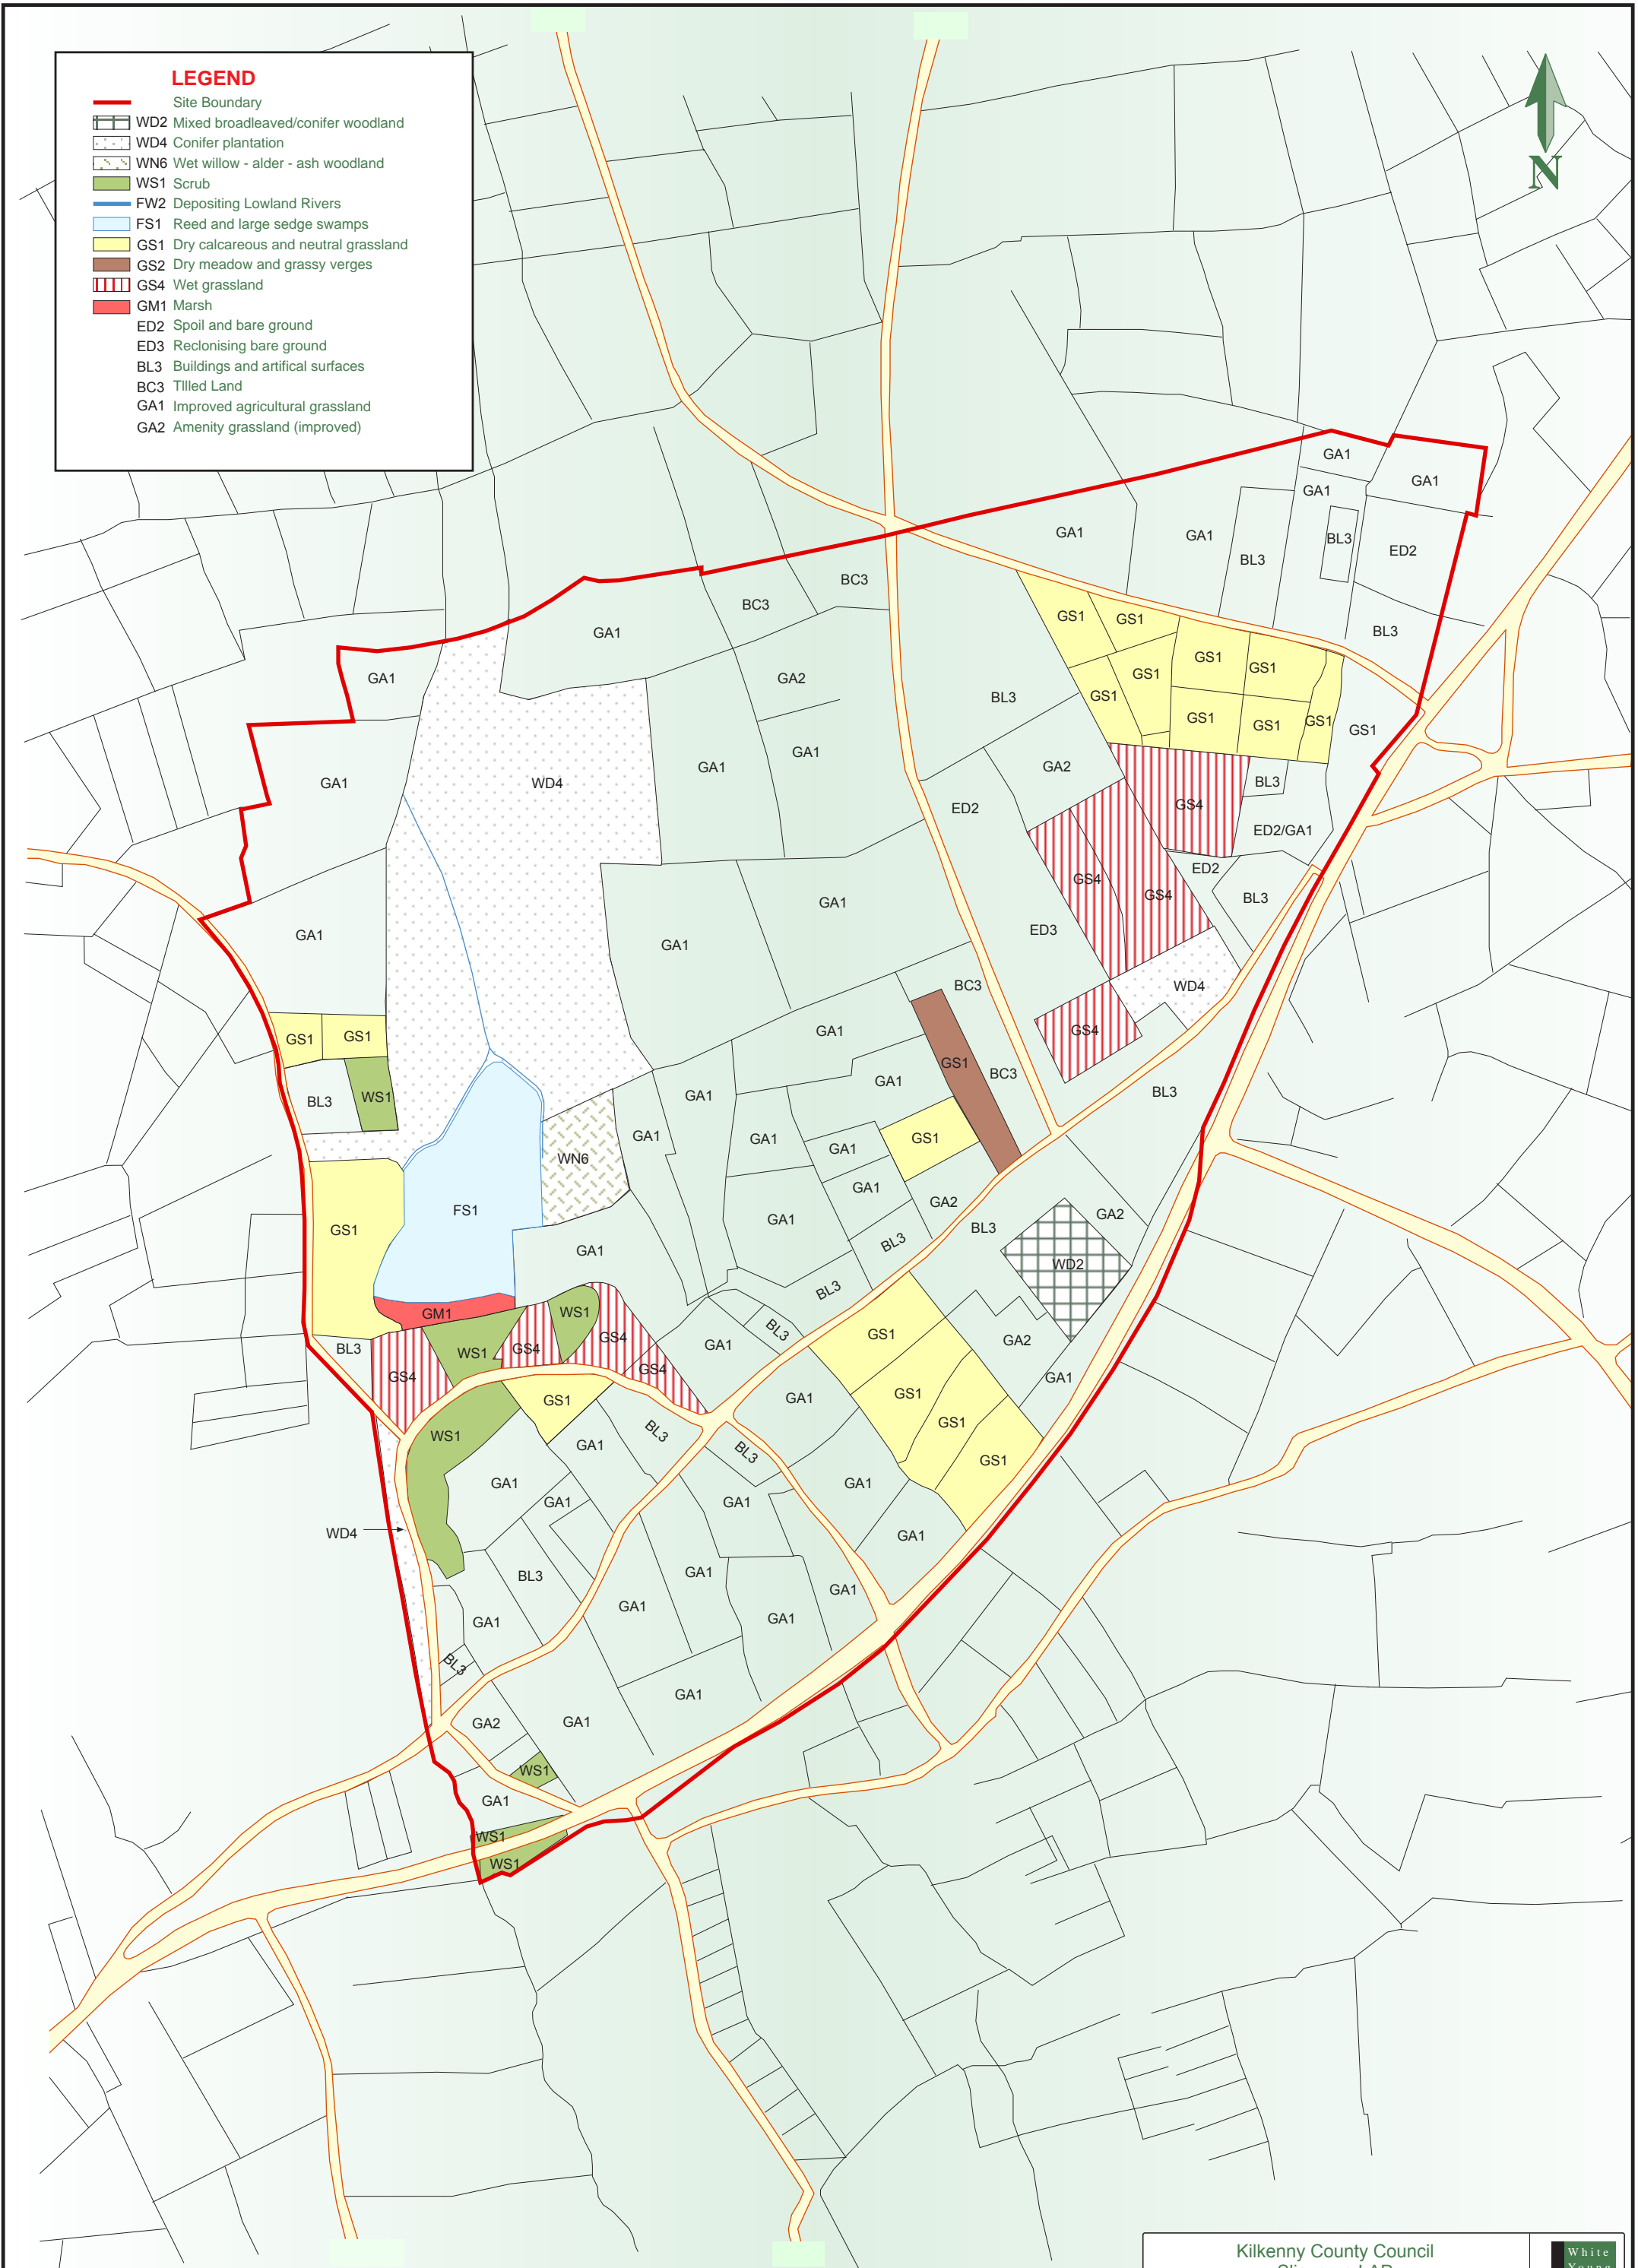 LEGEND
Site Boundary
WD2 Mixed broadleaved/conifer woodland
WD4 Conifer plantation
WN6 Wet willow - alder - ash woodland
WS1 Scrub
FW2 Depositing Lowland Rivers
FS1 Reed and large sedge swamps
GS1 Dry calcareous and neutral grassland
GS2 Dry meadow and grassy verges
GS4 Wet grassland
GM1 Marsh
ED2 Spoil and bare ground
ED3 Reclonising bare ground
BL3 Buildings and artifical surfaces
BC3 TIlled Land
GA1 Improved agricultural grassland
GA2 Amenity grassland (improved)
N
GA1
GA1
GA1
GA1
GA1
BL3
BL3
ED2
BC3
BC3
GS1
GS1
BL3
GA1
GS1
GS1
GS1
GA1
GA2
GS1
BL3
GS1
GS1
GS1
GS1
GS1
GA1
GA1
GA1
WD4
GA2
BL3
GS4
ED2
ED2/GA1
ED2
GS4
GS4
BL3
GA1
GA1
GA1
ED3
BC3
WD4
GS4
GS1
GS1
GA1
GS1
BC3
GA1
BL3
WS1
GA1
BL3
GA1
GA1
GS1
GA1
WN6
GA1
GA2
FS1
GA1
GA2
BL3
GS1
BL3
GA1
WD2
BL3
GM1
WS1
BL3
GS1
GS4
GA1
GA2
BL3
WS1
GS4
GS4
GS4
GA1
GS1
GA1
GS1
GS1
BL3
WS1
GA1
BL3
GS1
GA1
GA1
GA1
GA1
WD4
GA1
BL3
GA1
GA1
GA1
GA1
GA1
BL3
GA1
GA2
GA1
WS1
GA1
WS1
WS1
Kilkenny County Council
White